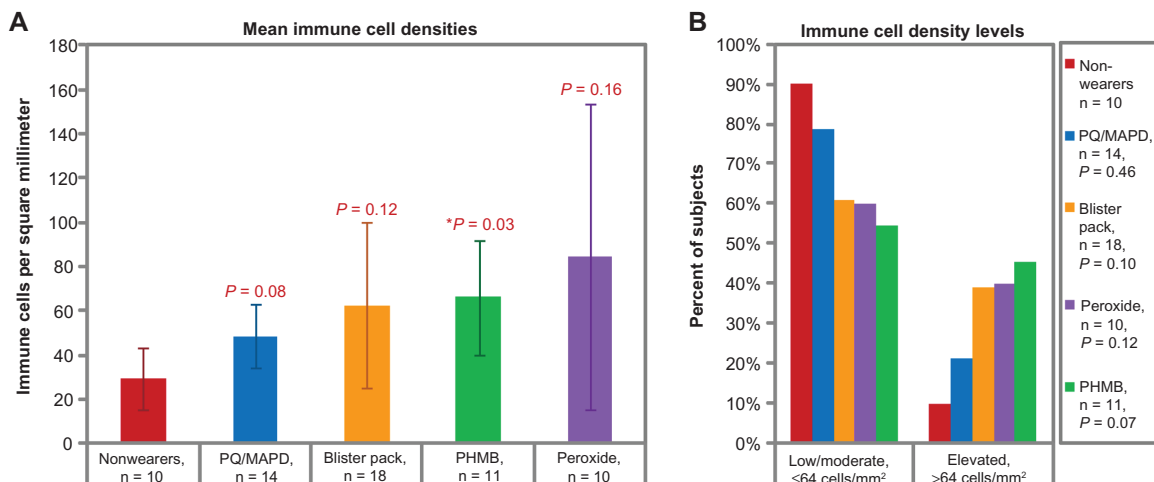 A
Mean immune cell densities
Immune cells per square millimeter
180
160
140
120
100
80
60
40
20
0
P = 0.08
P = 0.12
*P = 0.03
P = 0.16
Nonwearers,
n = 10
PQ/MAPD,
n = 14
Blister pack,
n = 18
PHMB,
n = 11
Peroxide,
n = 10
B
Immune cell density levels
Percent of subjects
100%
90%
80%
70%
60%
50%
40%
30%
20%
10%
0%
Low/moderate,
≤64 cells/mm²
Elevated,
>64 cells/mm²
Non-
wearers
n = 10
PQ/MAPD,
n = 14,
P = 0.46
Blister
pack,
n = 18,
P = 0.10
Peroxide,
n = 10,
P = 0.12
PHMB,
n = 11,
P = 0.07